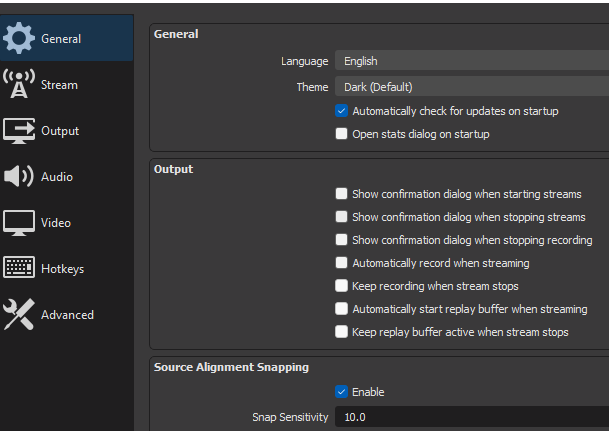 General
Stream
Output
Audio
Video
Hotkeys
Advanced
General
Language English
Theme Dark (Default)
Automatically check for updates on startup
Open stats dialog on startup
Output
Show confirmation dialog when starting streams
Show confirmation dialog when stopping streams
Show confirmation dialog when stopping recording
Automatically record when streaming
Keep recording when stream stops
Automatically start replay buffer when streaming
Keep replay buffer active when stream stops
Source Alignment Snapping
Enable
Snap Sensitivity 10.0